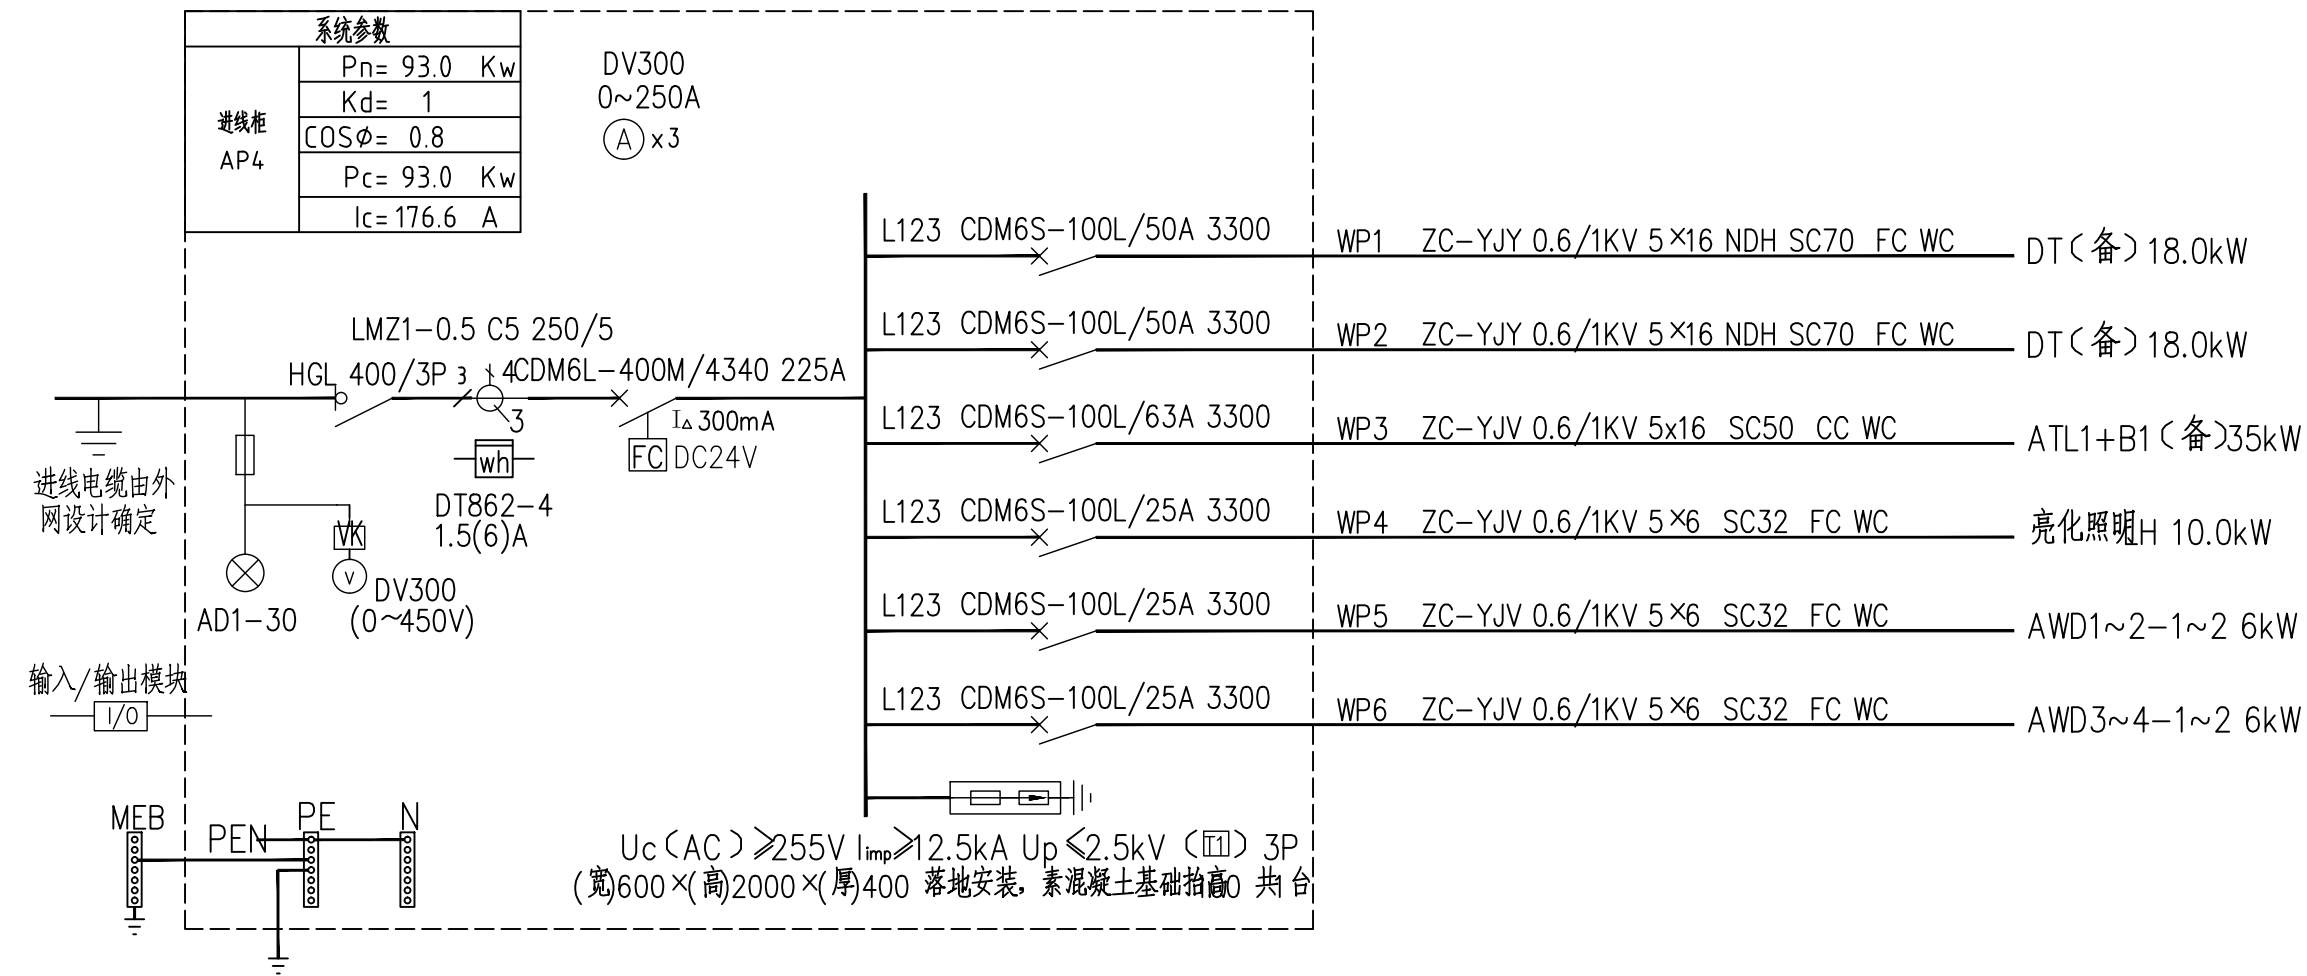 系统参数
进线柜
AP4
Pn= 93.0 Kw
Kd= 1
COSΦ= 0.8
Pc= 93.0 Kw
Ic= 176.6 A
DV300
0~250A
A x3
L123 CDM6S-100L/50A 3300 WP1 ZC-YJY 0.6/1KV 5×16 NDH SC70 FC WC DT(备)18.0kW
L123 CDM6S-100L/50A 3300 WP2 ZC-YJY 0.6/1KV 5×16 NDH SC70 FC WC DT(备)18.0kW
L123 CDM6S-100L/63A 3300 WP3 ZC-YJV 0.6/1KV 5x16 SC50 CC WC ATL1+B1(备)35kW
L123 CDM6S-100L/25A 3300 WP4 ZC-YJV 0.6/1KV 5×6 SC32 FC WC 亮化照明H 10.0kW
L123 CDM6S-100L/25A 3300 WP5 ZC-YJV 0.6/1KV 5×6 SC32 FC WC AWD1~2-1~2 6kW
L123 CDM6S-100L/25A 3300 WP6 ZC-YJV 0.6/1KV 5×6 SC32 FC WC AWD3~4-1~2 6kW
LMZ1-0.5 C5 250/5
HGL 400/3P 3 4 CDM6L-400M/4340 225A
3
I△ 300mA
FC DC24V
wh
DT862-4
1.5(6)A
进线电缆由外
网设计确定
VK
V
DV300
(0~450V)
AD1-30
输入/输出模块
I/O
MEB
PEN
PE
N
Uc(AC)≥255V Iimp≥12.5kA Up≤2.5kV (T1) 3P
(宽)600×(高)2000×(厚)400 落地安装,素混凝土基础抬高100 共1台